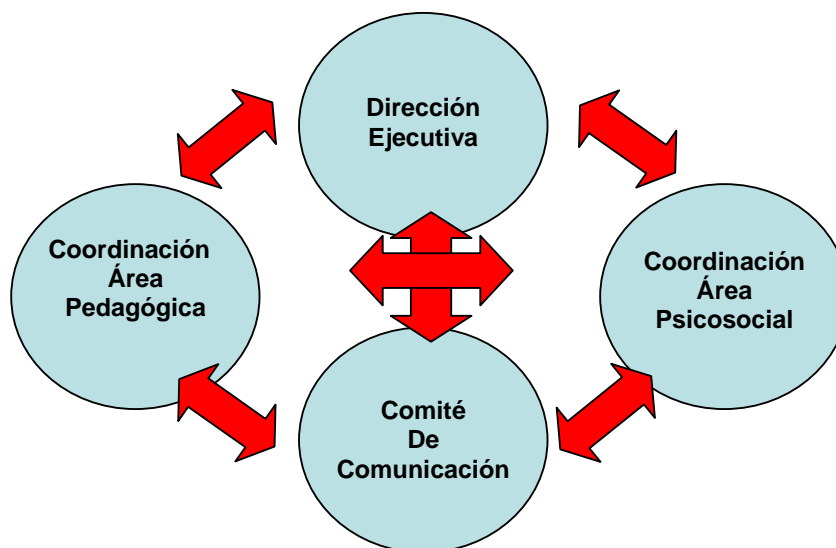 Dirección
Ejecutiva
Coordinación
Área
Pedagógica
Coordinación
Área
Psicosocial
Comité
De
Comunicación